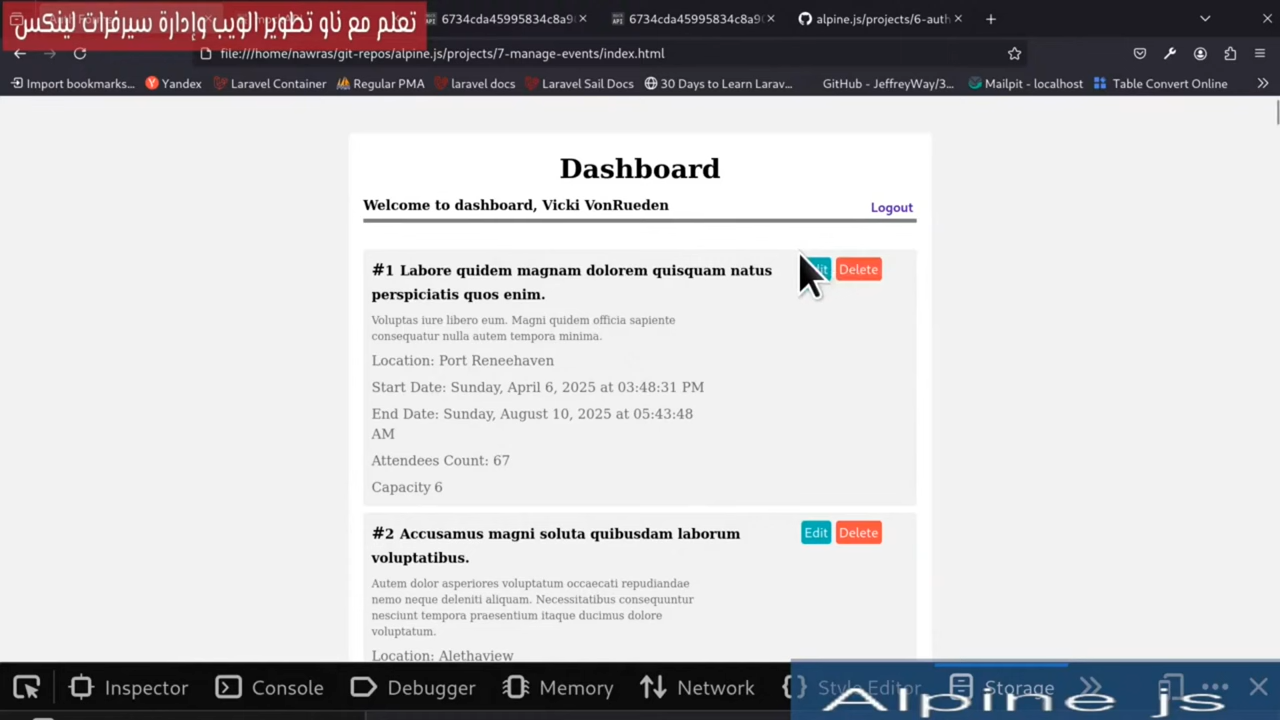 تعلم مع ناو تطوير الويب وإدارة سيرفرات لينكس
6734cda45995834c8a9
6734cda45995834c8a9
alpine.js/projects/6-auth
file:///home/nawras/git-repos/alpine.js/projects/7-manage-events/index.html
Import bookmarks...
Yandex
Laravel Container
Regular PMA
laravel docs
Laravel Sail Docs
30 Days to Learn Larav...
GitHub - JeffreyWay/3...
Mailpit - localhost
Table Convert Online
Dashboard
Welcome to dashboard, Vicki VonRueden
Logout
#1 Labore quidem magnam dolorem quisquam natus
perspiciatis quos enim.
Delete
Voluptas iure libero eum. Magni quidem officia sapiente
consequatur nulla autem tempora minima.
Location: Port Reneehaven
Start Date: Sunday, April 6, 2025 at 03:48:31 PM
End Date: Sunday, August 10, 2025 at 05:43:48
AM
Attendees Count: 67
Capacity 6
#2 Accusamus magni soluta quibusdam laborum
voluptatibus.
Edit
Delete
Autem dolor asperiores voluptatum occaecati repudiandae
nemo neque deleniti aliquam. Necessitatibus consequuntur
nesciunt tempora praesentium itaque ducimus dolore
voluptatum.
Location: Alethaview
Inspector
Console
Debugger
Memory
Network
Style Editor
Storage
Alpine js